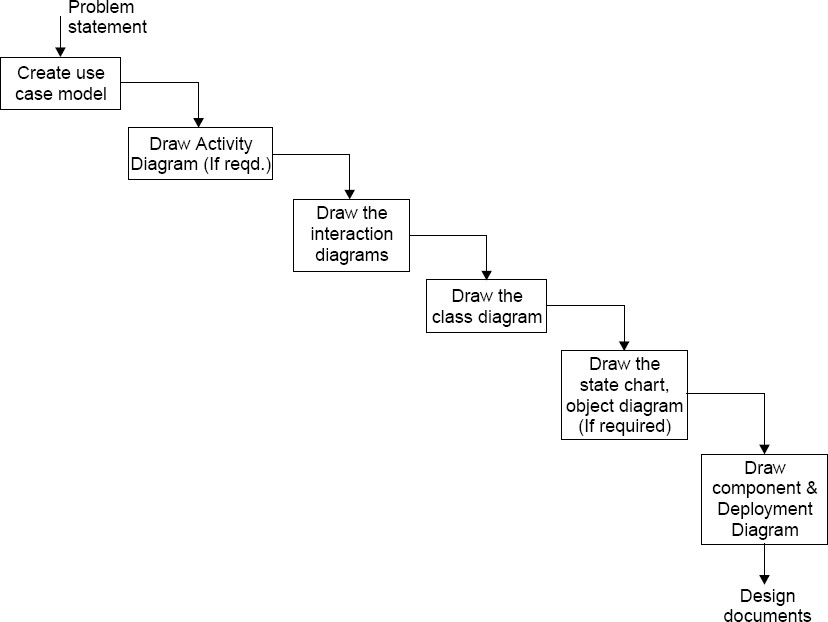 Problem
statement
Create use
case model
Draw Activity
Diagram (If reqd.)
Draw the
interaction
diagrams
Draw the
class diagram
Draw the
state chart,
object diagram
(If required)
Draw
component &
Deployment
Diagram
Design
documents